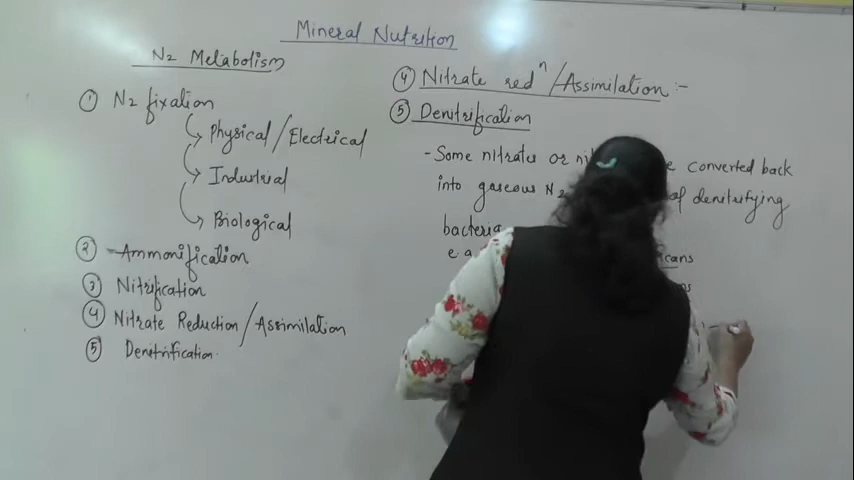 Mineral Nutrition
N2 Metabolism
① N2 fixation
Physical / Electrical
Industrial
Biological
② Ammonification
③ Nitrification
④ Nitrate Reduction / Assimilation
⑤ Denitrification.
④ Nitrate redⁿ / Assimilation :-
⑤ Denitrification
- Some nitrates or converted back
into gaseous N2 of denitrifying
bacteria